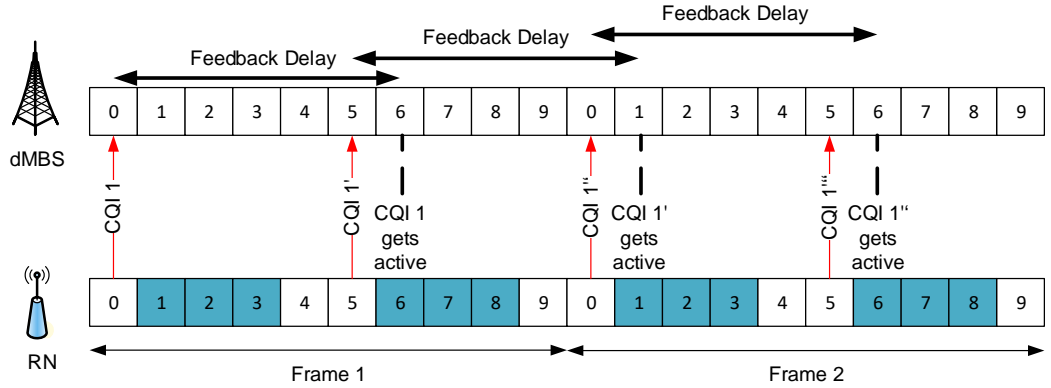 Feedback Delay
Feedback Delay
Feedback Delay
0 1 2 3 4 5 6 7 8 9 0 1 2 3 4 5 6 7 8 9
dMBS
CQI 1
CQI 1'
CQI 1
gets
active
CQI 1“
CQI 1'
gets
active
CQI 1“‘
CQI 1“
gets
active
0 1 2 3 4 5 6 7 8 9 0 1 2 3 4 5 6 7 8 9
RN
Frame 1
Frame 2